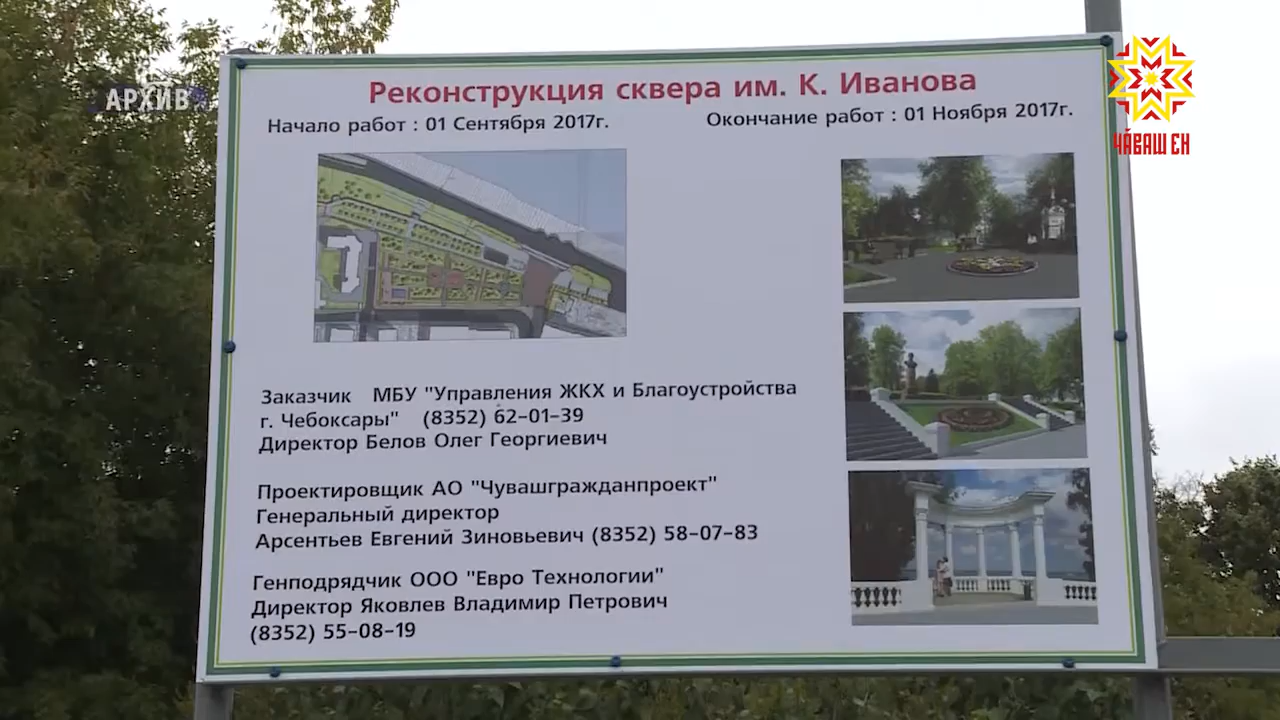 АРХИВ
ЧӐВАШ ЕН
Реконструкция сквера им. К. Иванова
Начало работ : 01 Сентября 2017г.
Окончание работ : 01 Ноября 2017г.
Заказчик МБУ "Управления ЖКХ и Благоустройства
г. Чебоксары" (8352) 62-01-39
Директор Белов Олег Георгиевич
Проектировщик АО "Чувашгражданпроект"
Генеральный директор
Арсентьев Евгений Зиновьевич (8352) 58-07-83
Генподрядчик ООО "Евро Технологии"
Директор Яковлев Владимир Петрович
(8352) 55-08-19